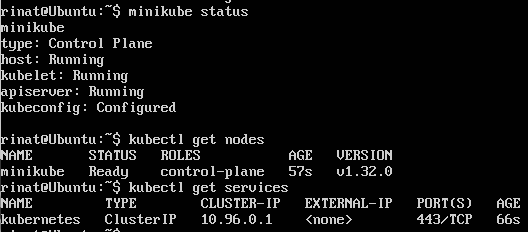 rinat@Ubuntu:~$ minikube status
minikube
type: Control Plane
host: Running
kubelet: Running
apiserver: Running
kubeconfig: Configured

rinat@Ubuntu:~$ kubectl get nodes
NAME       STATUS   ROLES           AGE   VERSION
minikube   Ready    control-plane   57s   v1.32.0
rinat@Ubuntu:~$ kubectl get services
NAME         TYPE        CLUSTER-IP   EXTERNAL-IP   PORT(S)   AGE
kubernetes   ClusterIP   10.96.0.1    <none>        443/TCP   66s